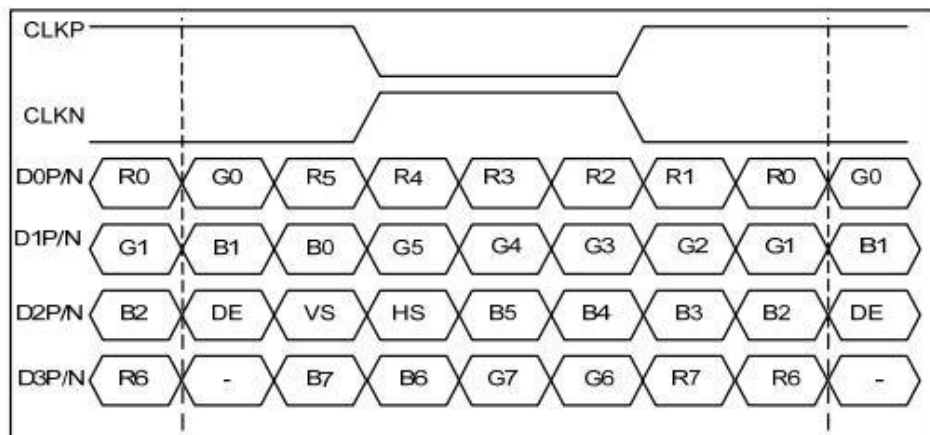 CLKP
CLKN
D0P/N R0 G0 R5 R4 R3 R2 R1 R0 G0
D1P/N G1 B1 B0 G5 G4 G3 G2 G1 B1
D2P/N B2 DE VS HS B5 B4 B3 B2 DE
D3P/N R6 - B7 B6 G7 G6 R7 R6 -